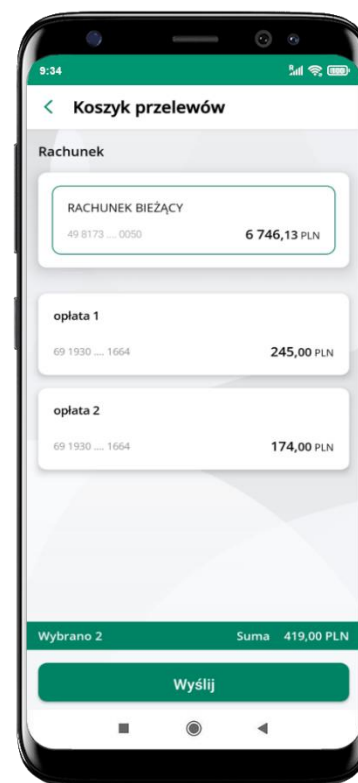 9:34
Koszyk przelewów
Rachunek
RACHUNEK BIEŻĄCY
49 8173 .... 0050 6 746,13 PLN
opłata 1
69 1930 .... 1664 245,00 PLN
opłata 2
69 1930 .... 1664 174,00 PLN
Wybrano 2 Suma 419,00 PLN
Wyślij